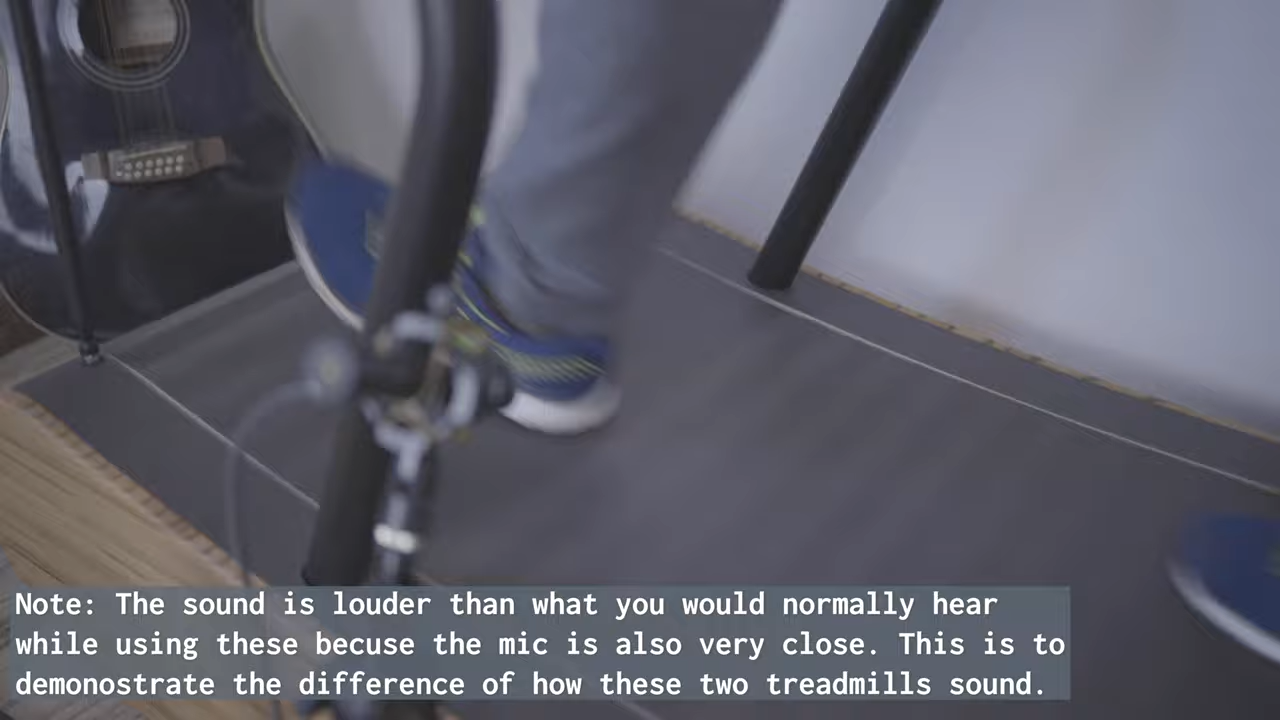 Note: The sound is louder than what you would normally hear
while using these becuse the mic is also very close. This is to
demonostrate the difference of how these two treadmills sound.